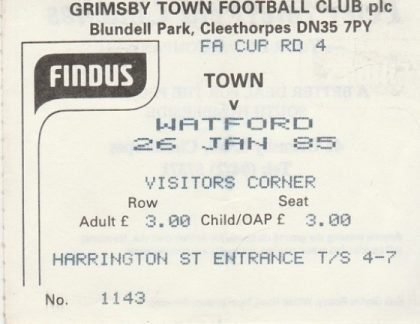 GRIMSBY TOWN FOOTBALL CLUB plc
Blundell Park, Cleethorpes DN35 7PY
FA CUP RD 4
FINDUS
TOWN
v
WATFORD
26 JAN 85
VISITORS CORNER
Row Seat
Adult £ 3.00 Child/OAP £ 3.00
HARRINGTON ST ENTRANCE T/S 4-7
No. 1143